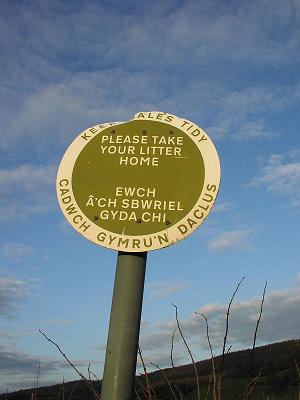 KEEP WALES TIDY
PLEASE TAKE
YOUR LITTER
HOME
EWCH
Â'CH SBWRIEL
GYDA CHI
CADWCH GYMRU'N DACLUS